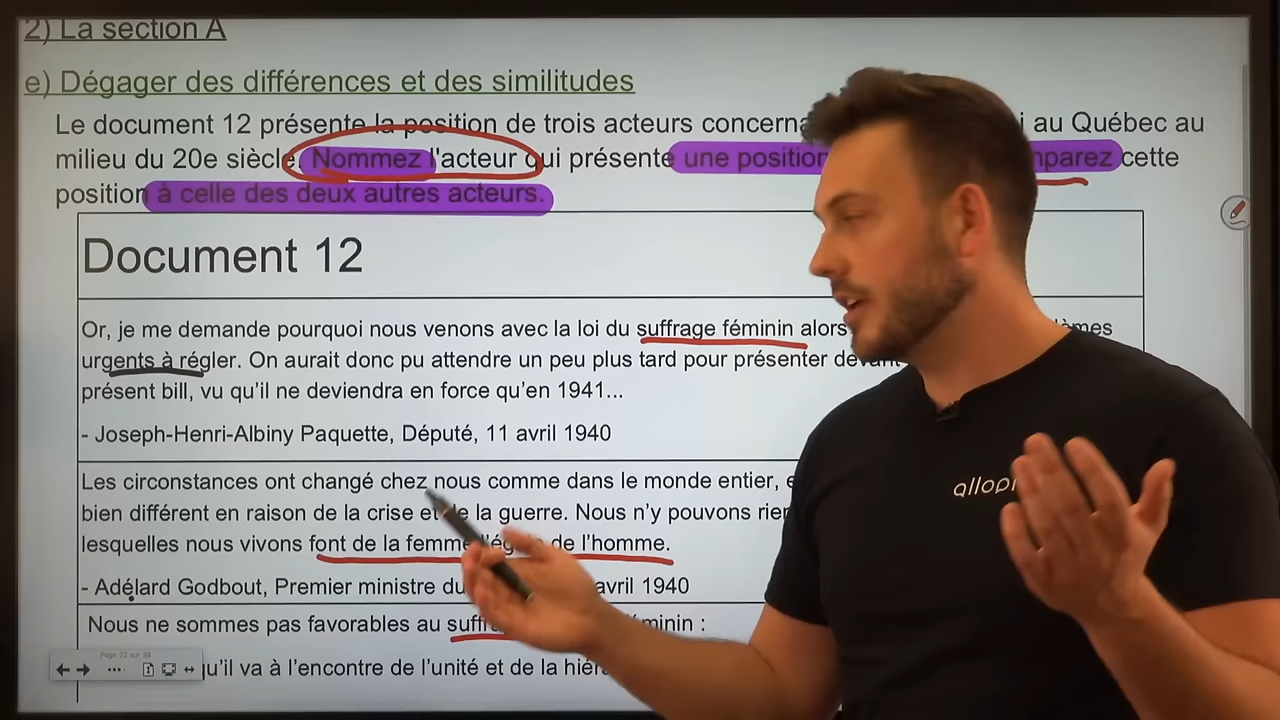 2) La section A
e) Dégager des différences et des similitudes
Le document 12 présente la position de trois acteurs i au Québec au
milieu du 20e siècle. Nommez l'acteur qui présente une position mparez cette
position à celle des deux autres acteurs.
Document 12
Or, je me demande pourquoi nous venons avec la loi du suffrage féminin alors
urgents à régler. On aurait donc pu attendre un peu plus tard pour présenter devant
présent bill, vu qu'il ne deviendra en force qu'en 1941...
- Joseph-Henri-Albiny Paquette, Député, 11 avril 1940
Les circonstances ont changé chez nous comme dans le monde entier,
bien différent en raison de la crise et de la guerre. Nous n'y pouvons rien
lesquelles nous vivons font de la femme l'égale de l'homme.
- Adélard Godbout, Premier ministre du avril 1940
Nous ne sommes pas favorables au :
Page 22 sur 38
qu'il va à l'encontre de l'unité et de la
allopr